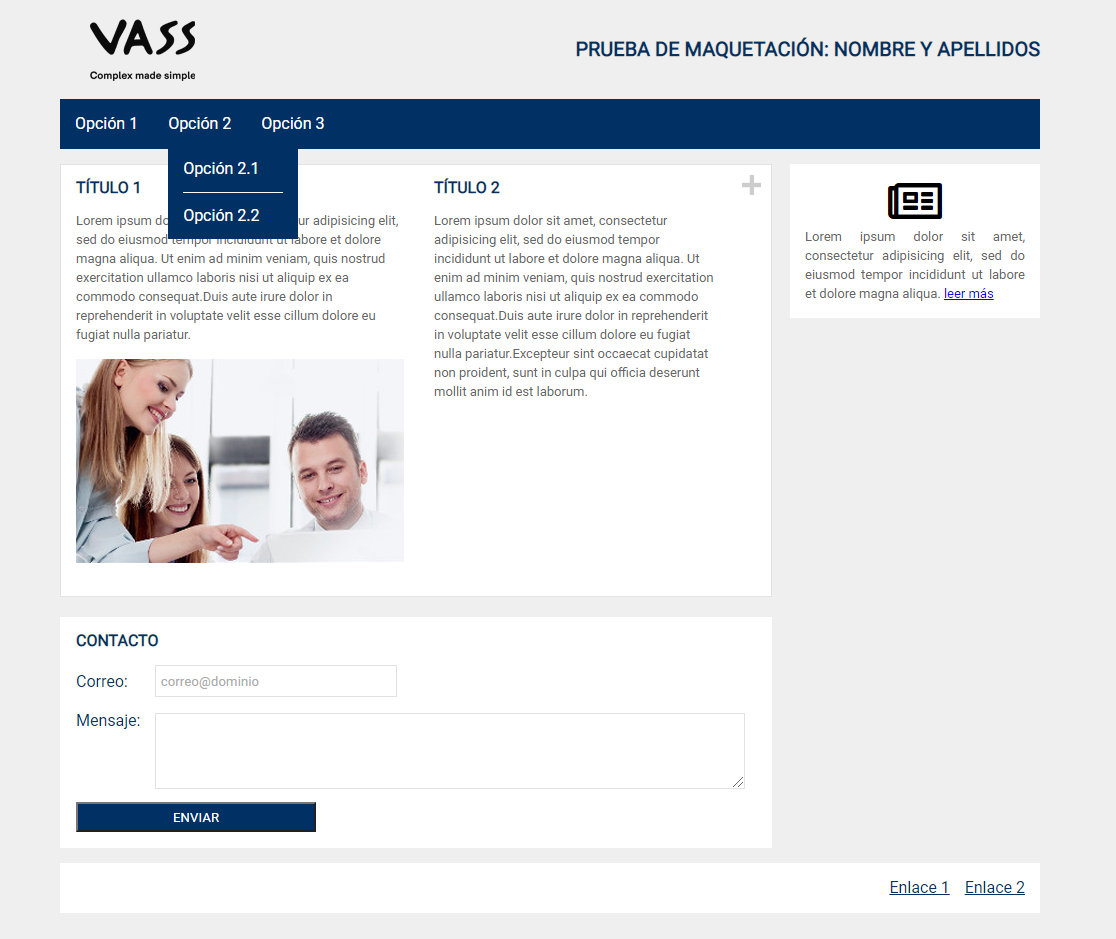 VASS
Complex made simple
PRUEBA DE MAQUETACIÓN: NOMBRE Y APELLIDOS
Opción 1 Opción 2 Opción 3
Opción 2.1
Opción 2.2
TÍTULO 1
Lorem ipsum ur adipisicing elit,
sed do eiusmod tempor incididunt ut labore et dolore
magna aliqua. Ut enim ad minim veniam, quis nostrud
exercitation ullamco laboris nisi ut aliquip ex ea
commodo consequat.Duis aute irure dolor in
reprehenderit in voluptate velit esse cillum dolore eu
fugiat nulla pariatur.
TÍTULO 2
Lorem ipsum dolor sit amet, consectetur
adipisicing elit, sed do eiusmod tempor
incididunt ut labore et dolore magna aliqua. Ut
enim ad minim veniam, quis nostrud exercitation
ullamco laboris nisi ut aliquip ex ea commodo
consequat.Duis aute irure dolor in reprehenderit
in voluptate velit esse cillum dolore eu fugiat
nulla pariatur.Excepteur sint occaecat cupidatat
non proident, sunt in culpa qui officia deserunt
mollit anim id est laborum.
Lorem ipsum dolor sit amet,
consectetur adipisicing elit, sed do
eiusmod tempor incididunt ut labore
et dolore magna aliqua. leer más
CONTACTO
Correo: correo@dominio
Mensaje:
ENVIAR
Enlace 1 Enlace 2